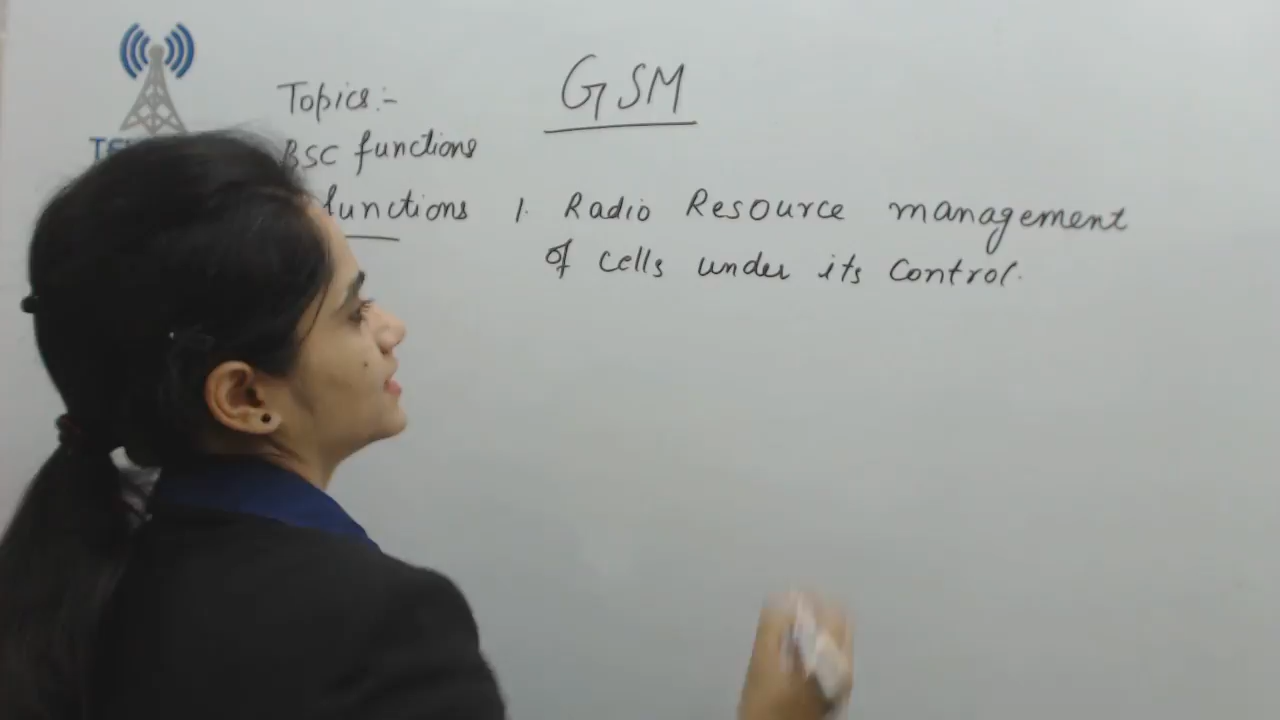 GSM
Topics:-
BSC functions
functions 1. Radio Resource management
of cells under its control.